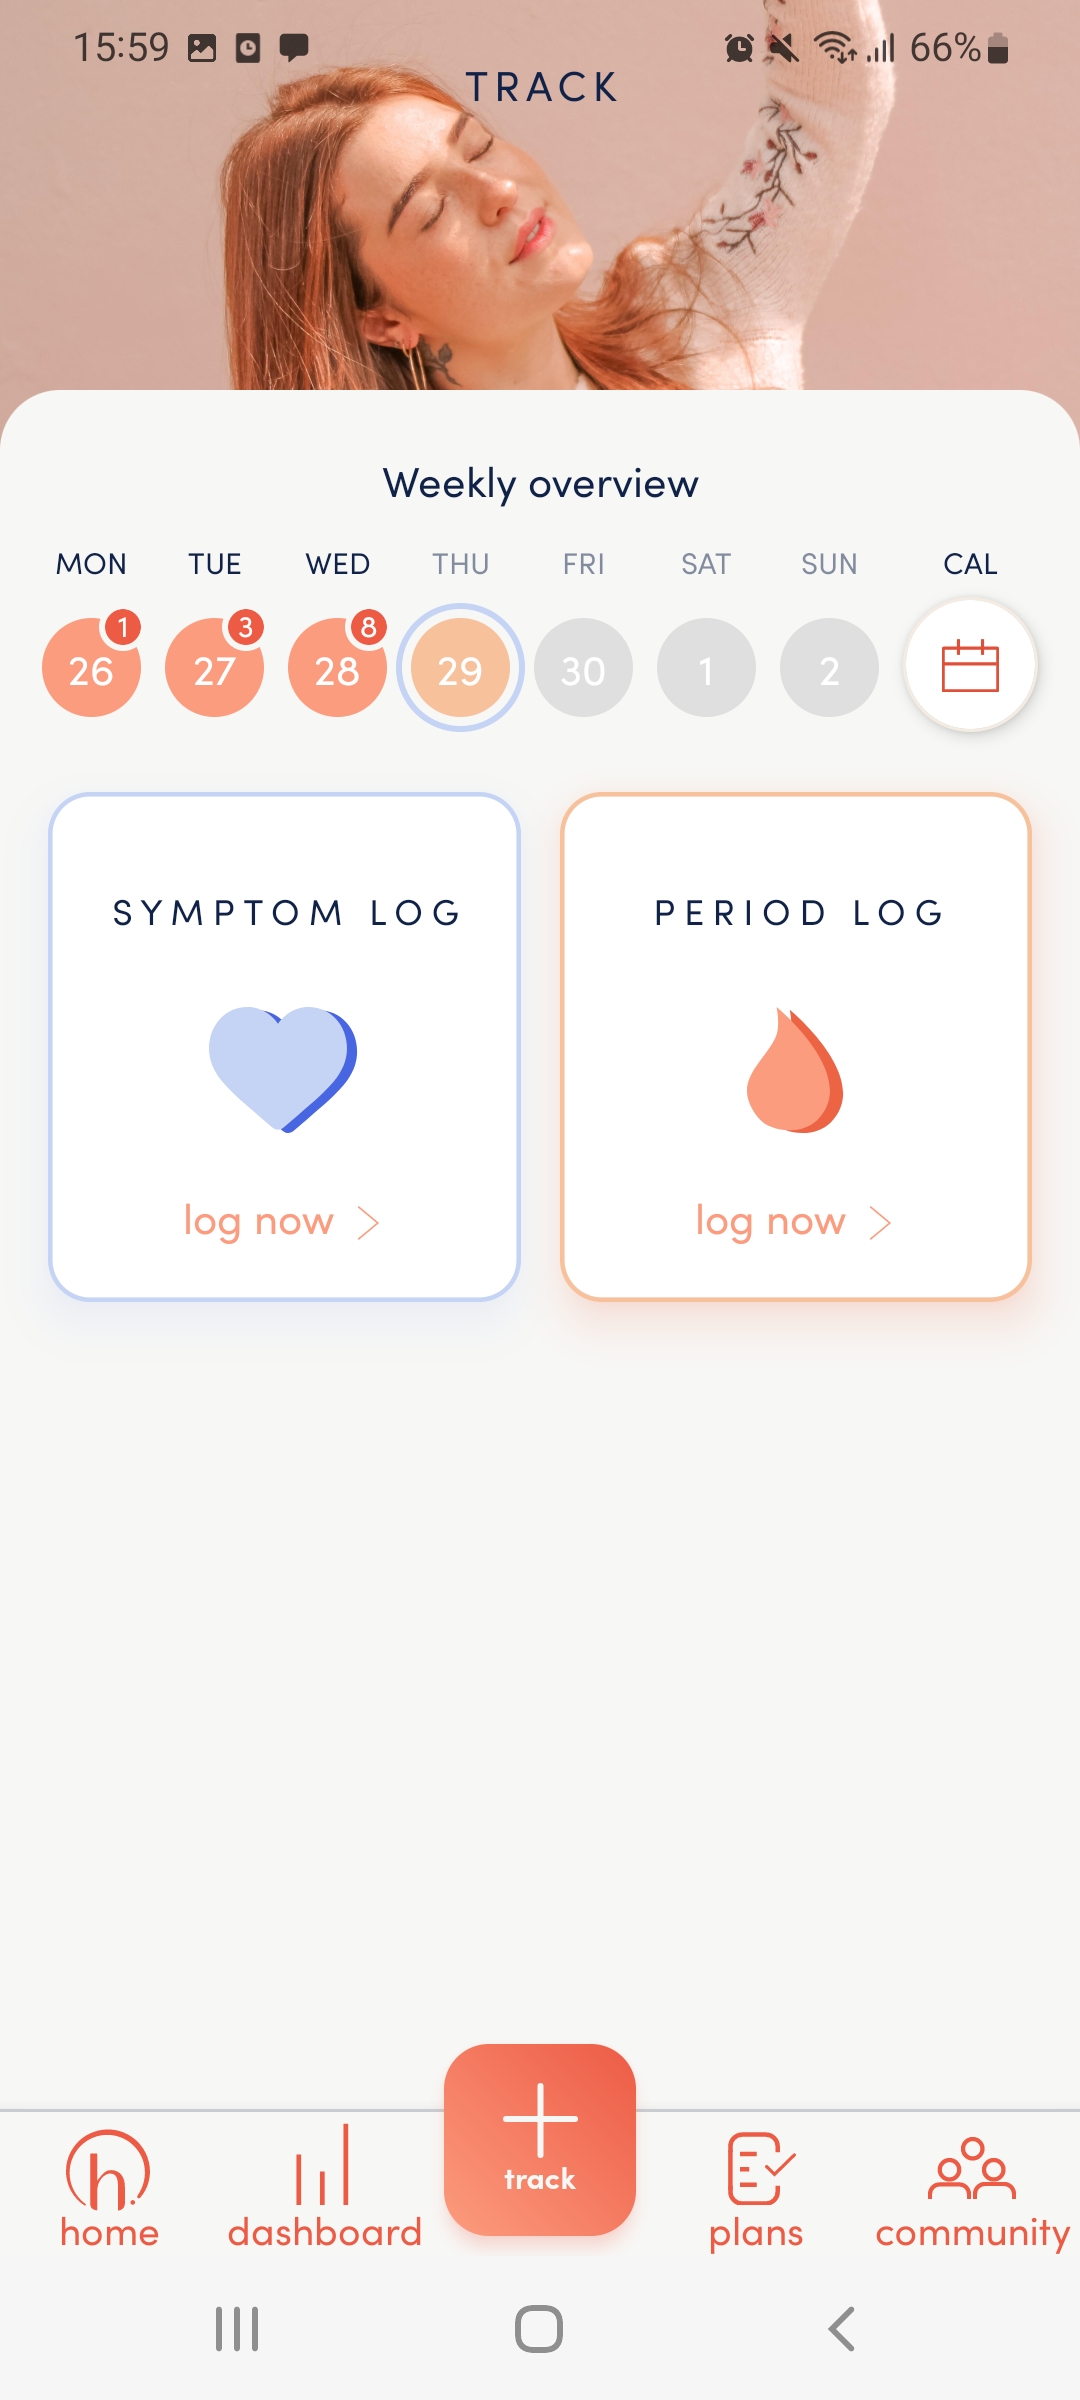 15:59 66%
TRACK
Weekly overview
MON TUE WED THU FRI SAT SUN CAL
1 3 8
26 27 28 29 30 1 2
SYMPTOM LOG PERIOD LOG
log now log now
track
h.
home dashboard plans community